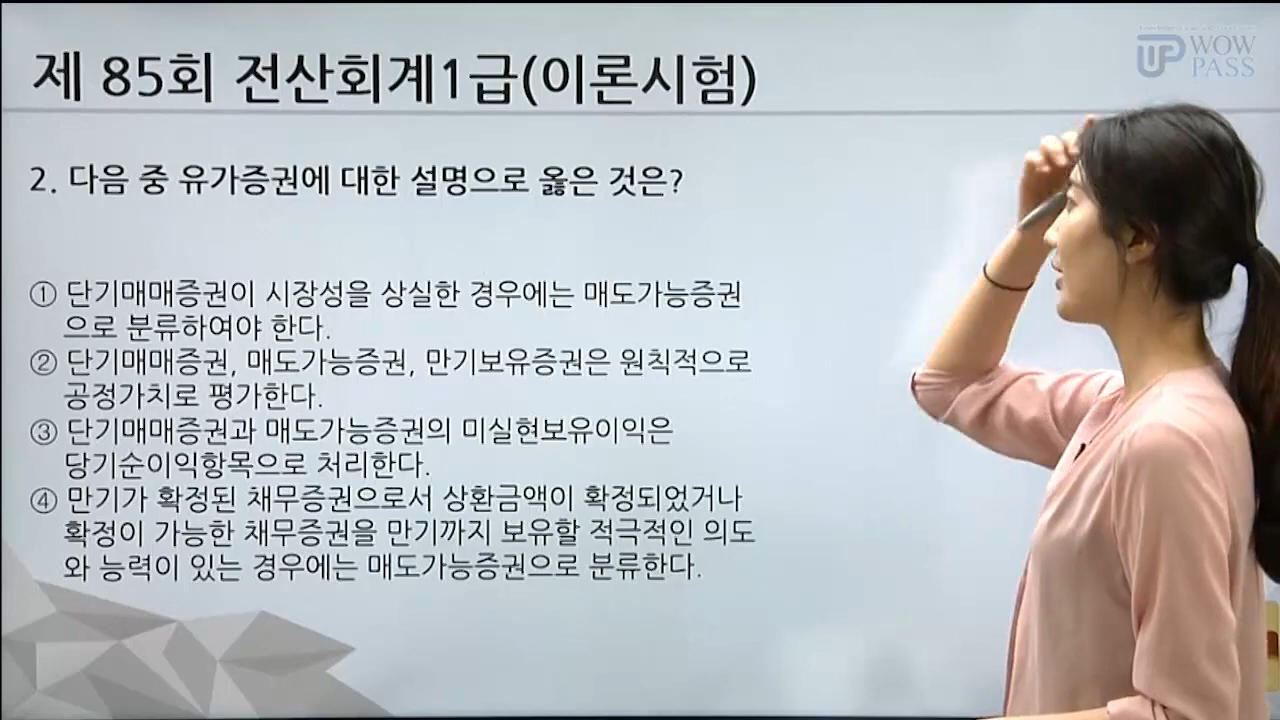 제 85회 전산회계1급(이론시험)
UP WOW
PASS
2. 다음 중 유가증권에 대한 설명으로 옳은 것은?
① 단기매매증권이 시장성을 상실한 경우에는 매도가능증권
으로 분류하여야 한다.
② 단기매매증권, 매도가능증권, 만기보유증권은 원칙적으로
공정가치로 평가한다.
③ 단기매매증권과 매도가능증권의 미실현보유이익은
당기순이익항목으로 처리한다.
④ 만기가 확정된 채무증권으로서 상환금액이 확정되었거나
확정이 가능한 채무증권을 만기까지 보유할 적극적인 의도
와 능력이 있는 경우에는 매도가능증권으로 분류한다.